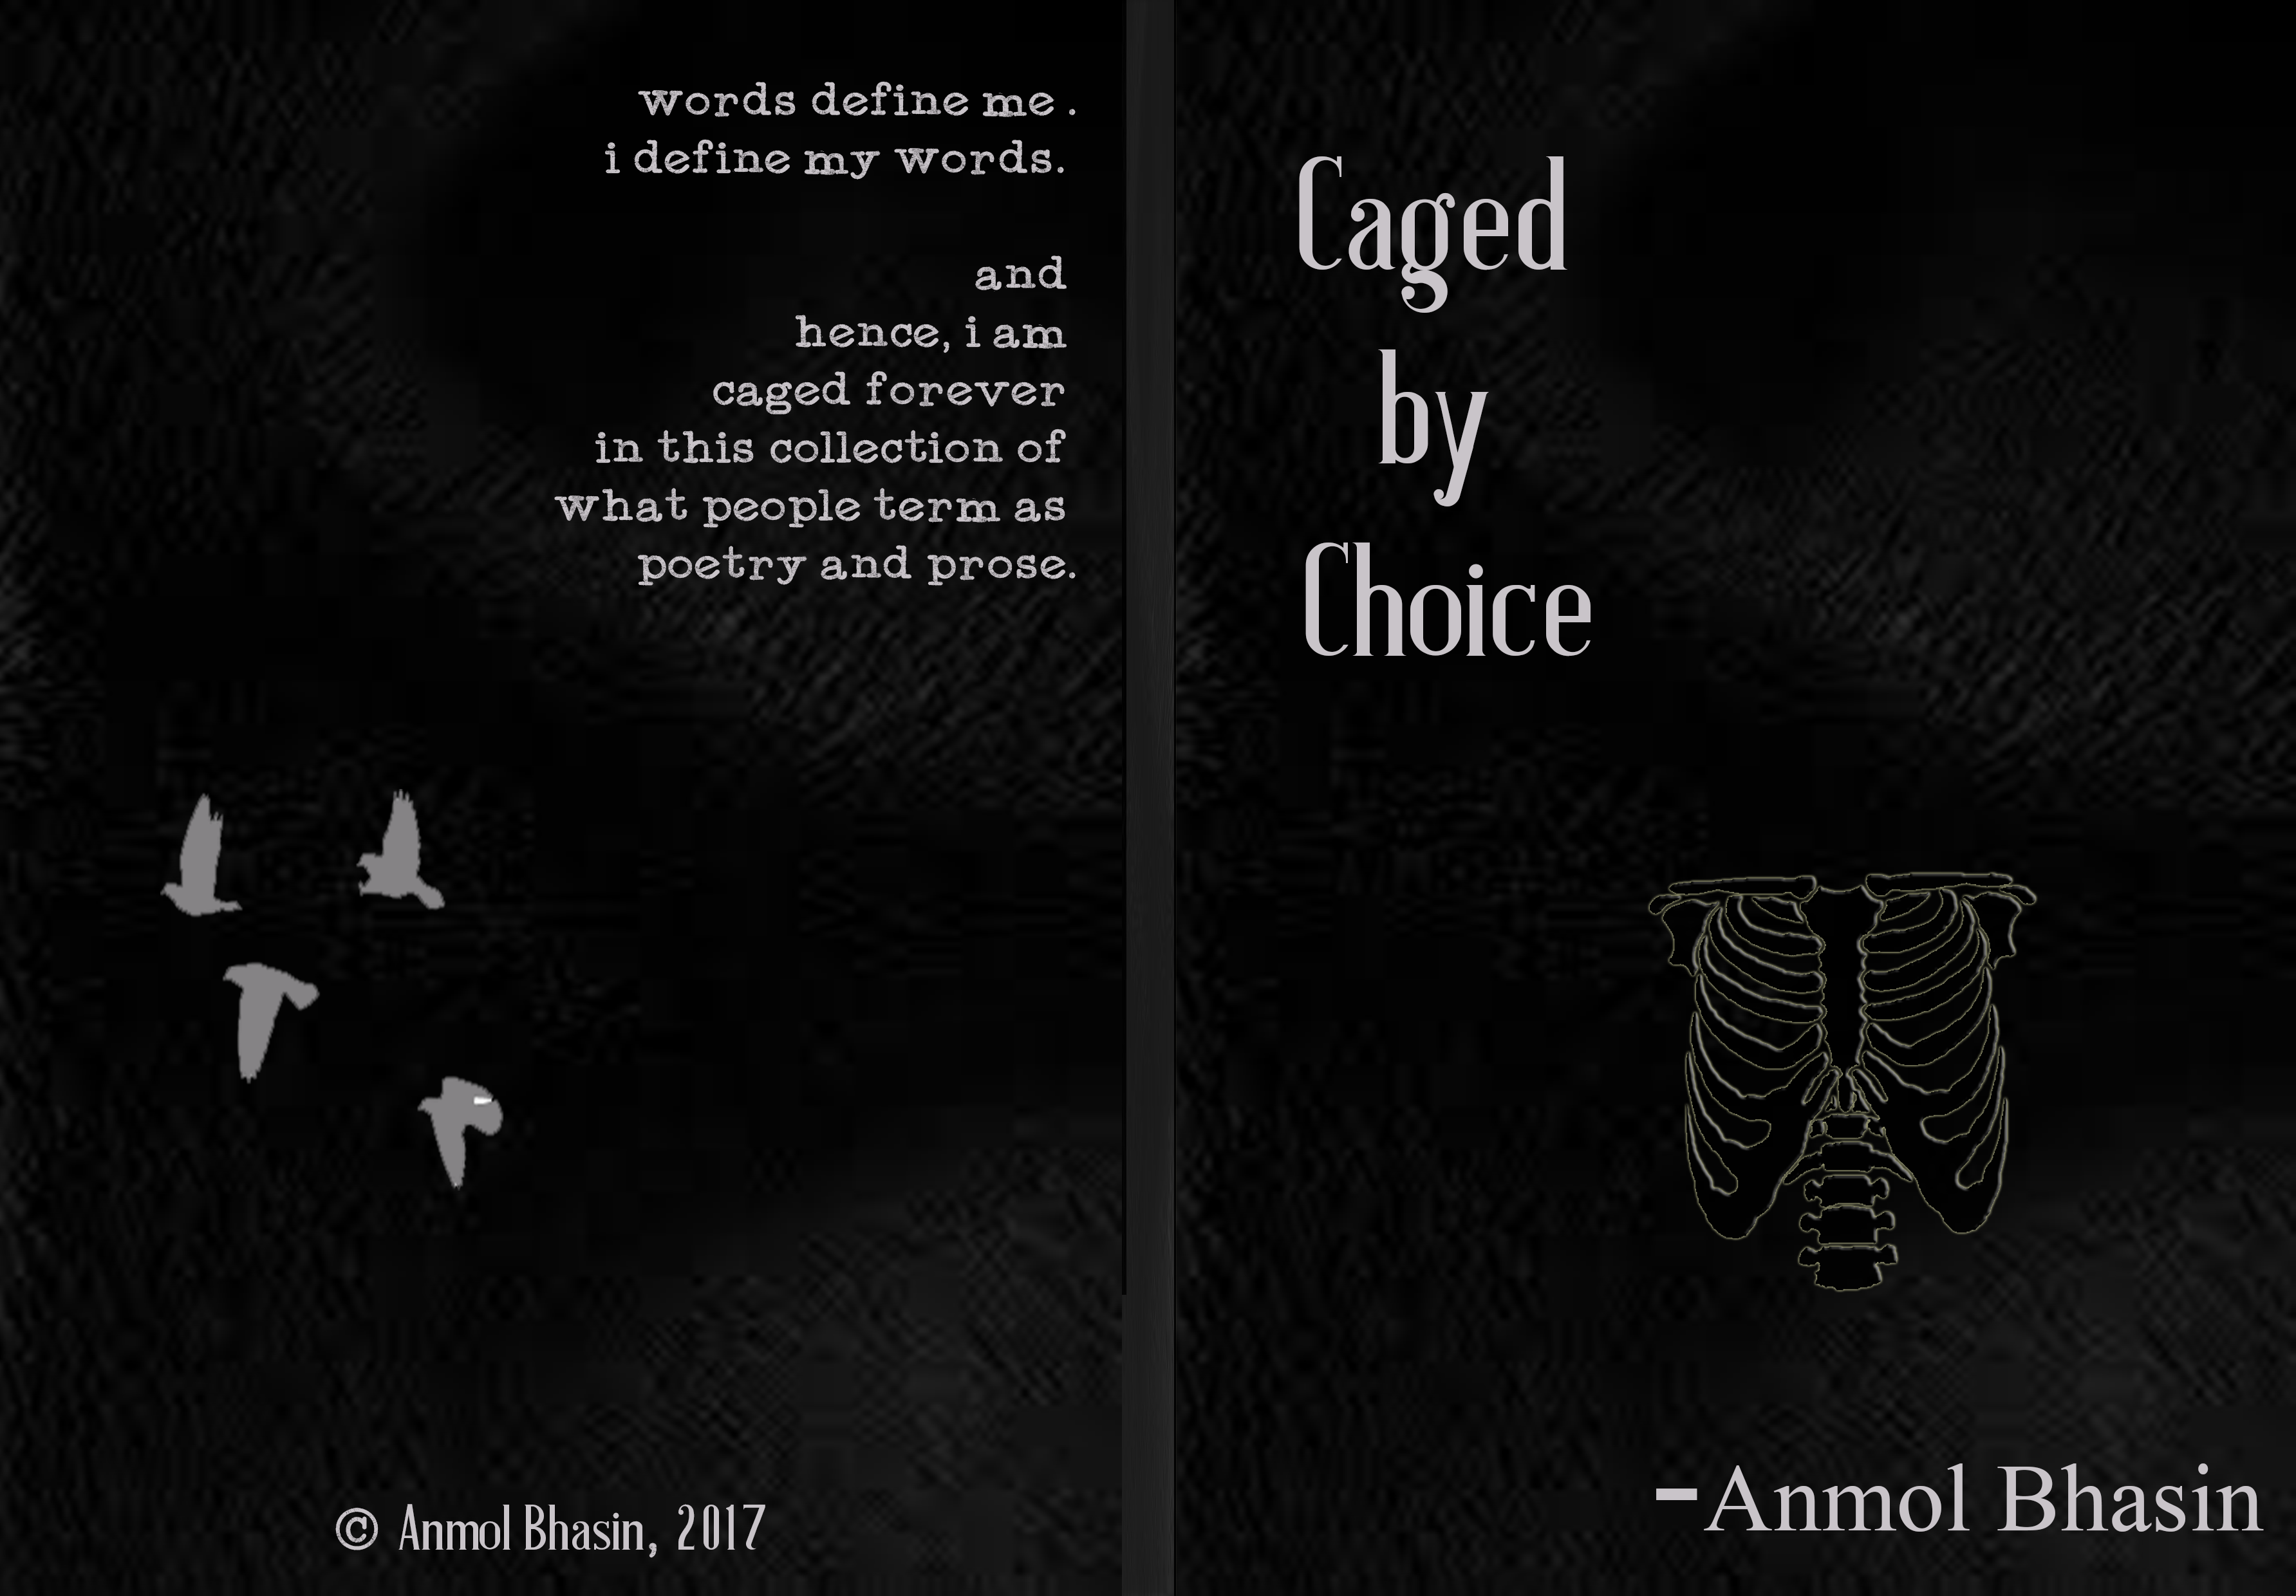 words define me .
i define my words.
and
hence, i am
caged forever
in this collection of
what people term as
poetry and prose.
© Anmol Bhasin, 2017
Caged
by
Choice
-Anmol Bhasin